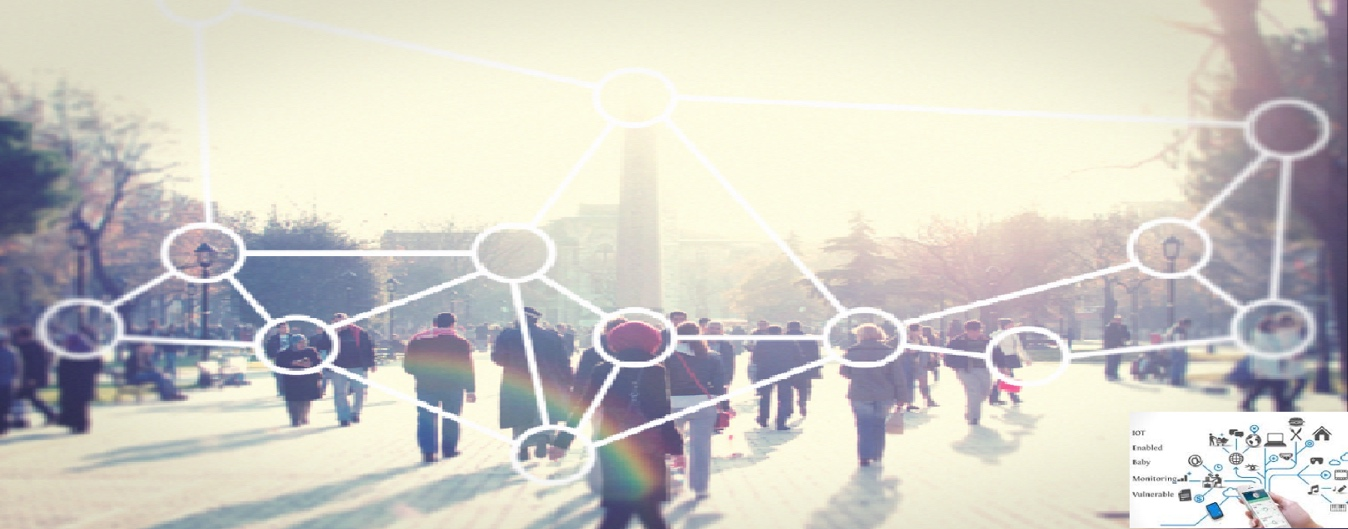 IOT
Enabled
Baby
Monitoring
Vulnerable